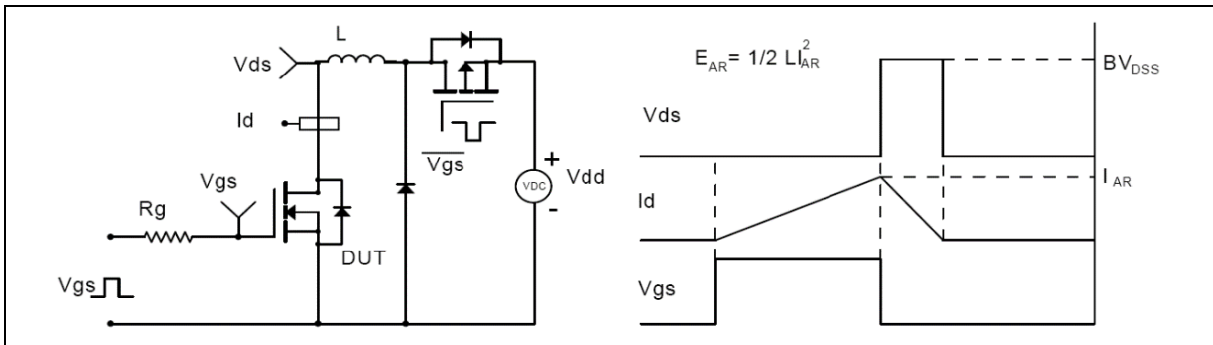 L
Vds
Id
Vgs
Vgs
Rg
DUT
Vgs
VDC
+
-
Vdd
E_AR = 1/2 LI_AR^2
BV_DSS
Vds
I_AR
Id
Vgs